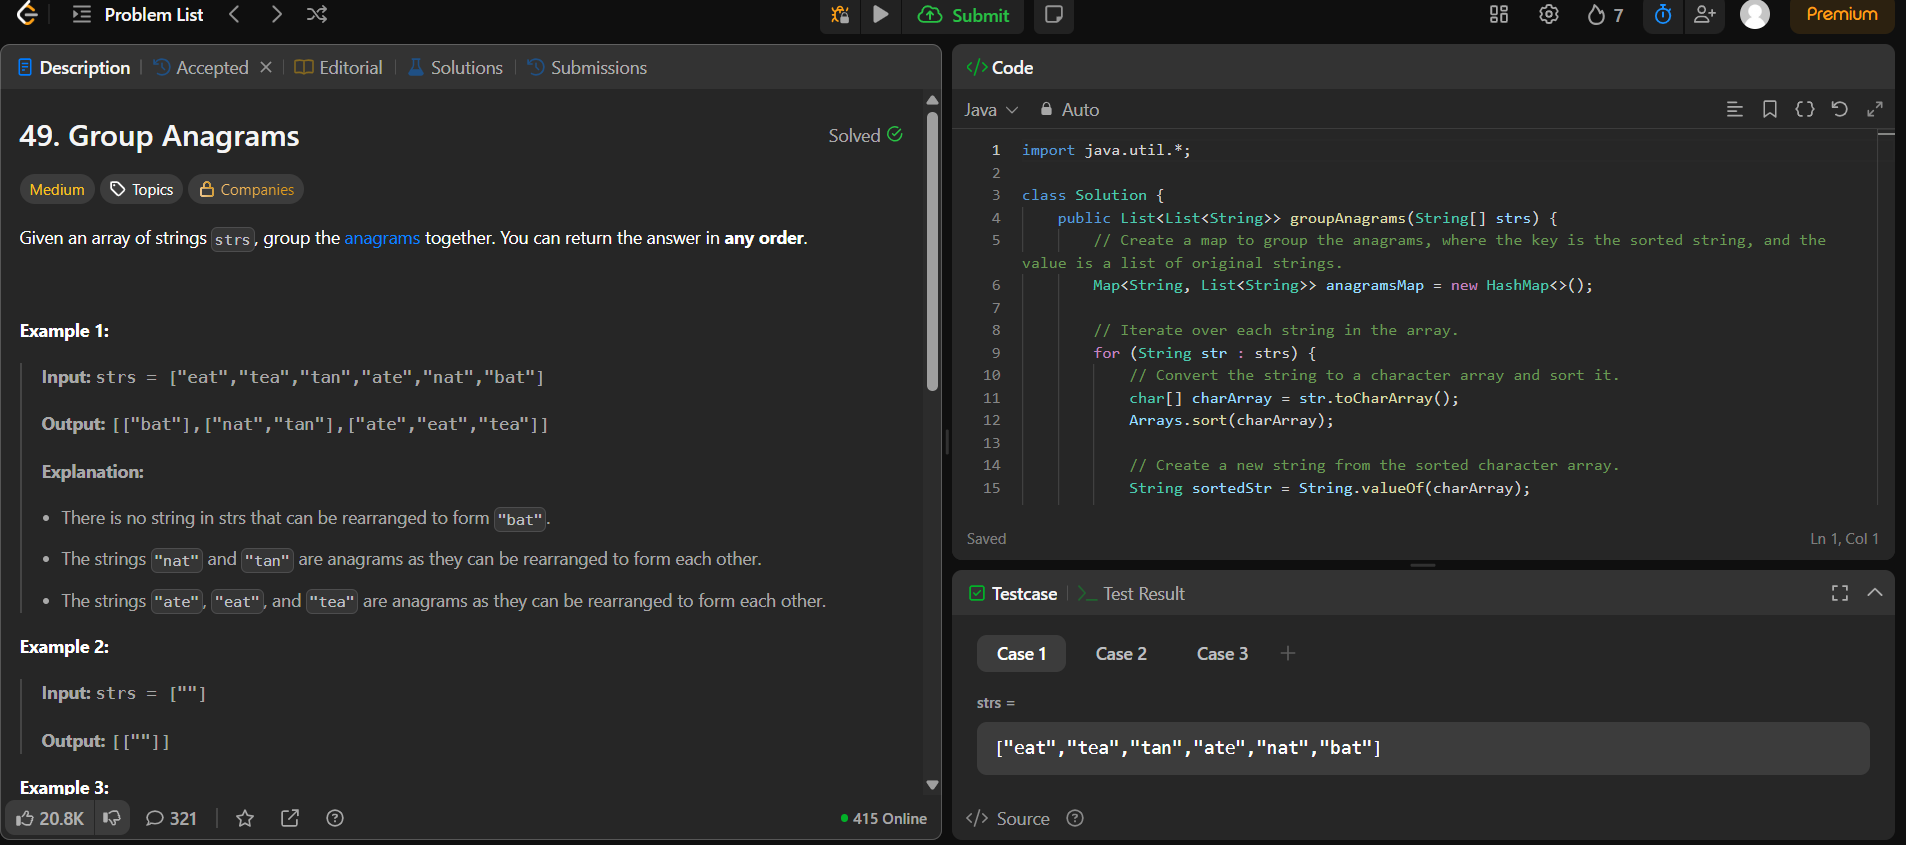 Problem List
Submit
7
Premium
Description
Accepted
Editorial
Solutions
Submissions
49. Group Anagrams
Solved
Medium
Topics
Companies
Given an array of strings strs, group the anagrams together. You can return the answer in any order.
Example 1:
Input: strs = ["eat","tea","tan","ate","nat","bat"]
Output: [["bat"],["nat","tan"],["ate","eat","tea"]]
Explanation:
• There is no string in strs that can be rearranged to form "bat".
• The strings "nat" and "tan" are anagrams as they can be rearranged to form each other.
• The strings "ate", "eat", and "tea" are anagrams as they can be rearranged to form each other.
Example 2:
Input: strs = [""]
Output: [[""]]
Example 3:
20.8K
321
415 Online
</> Code
Java
Auto
1 import java.util.*;
2
3 class Solution {
4 public List<List<String>> groupAnagrams(String[] strs) {
5 // Create a map to group the anagrams, where the key is the sorted string, and the
value is a list of original strings.
6 Map<String, List<String>> anagramsMap = new HashMap<>();
7
8 // Iterate over each string in the array.
9 for (String str : strs) {
10 // Convert the string to a character array and sort it.
11 char[] charArray = str.toCharArray();
12 Arrays.sort(charArray);
13
14 // Create a new string from the sorted character array.
15 String sortedStr = String.valueOf(charArray);
Saved
Ln 1, Col 1
Testcase
>_ Test Result
Case 1
Case 2
Case 3
+
strs =
["eat","tea","tan","ate","nat","bat"]
</> Source